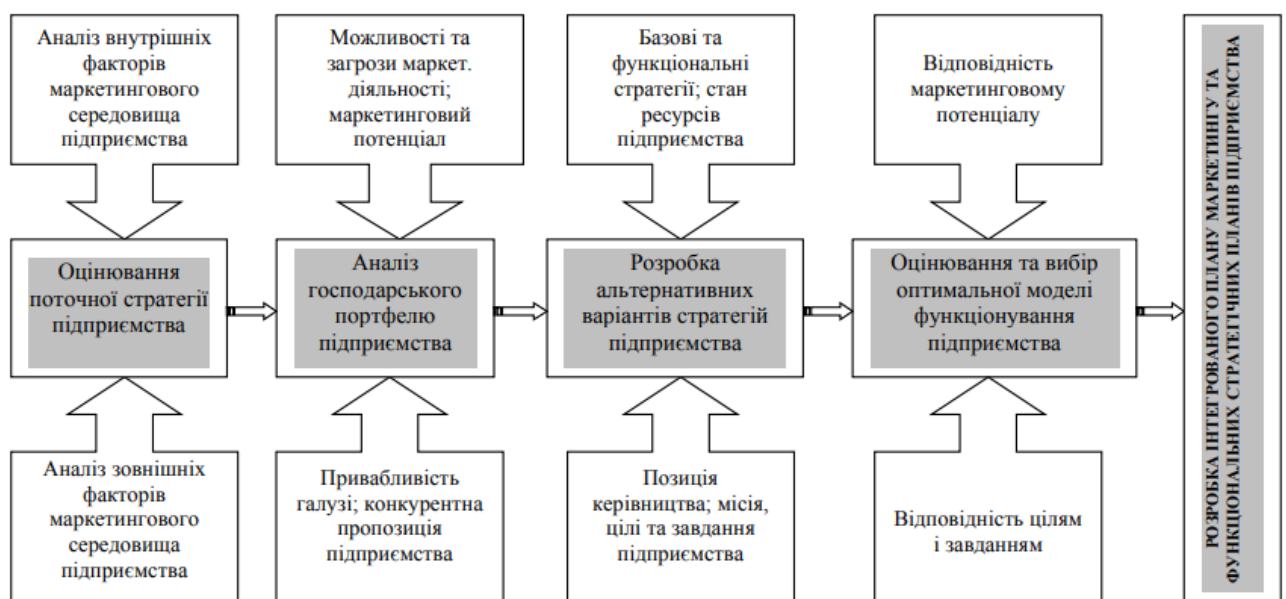 Аналіз внутрішніх
факторів
маркетингового
середовища
підприємства
Можливості та
загрози маркет.
діяльності;
маркетинговий
потенціал
Базові та
функціональні
стратегії; стан
ресурсів
підприємства
Відповідність
маркетинговому
потенціалу
Оцінювання
поточної стратегії
підприємства
Аналіз
господарського
портфелю
підприємства
Розробка
альтернативних
варіантів стратегій
підприємства
Оцінювання та вибір
оптимальної моделі
функціонування
підприємства
Аналіз зовнішніх
факторів
маркетингового
середовища
підприємства
Привабливість
галузі; конкурентна
пропозиція
підприємства
Позиція
керівництва; місія,
цілі та завдання
підприємства
Відповідність цілям
і завданням
РОЗРОБКА ІНТЕГРОВАНОГО ПЛАНУ МАРКЕТИНГУ ТА
ФУНКЦІОНАЛЬНИХ СТРАТЕГІЧНИХ ПЛАНІВ ПІДПРИЄМСТВА